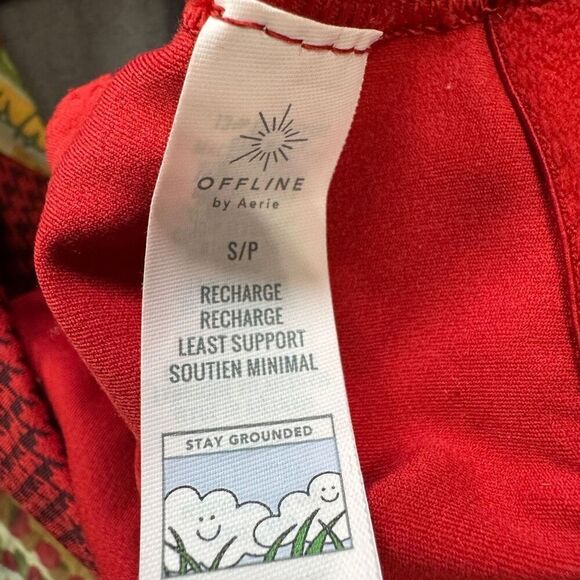 OFFLINE
by Aerie
S/P
RECHARGE
RECHARGE
LEAST SUPPORT
SOUTIEN MINIMAL
STAY GROUNDED